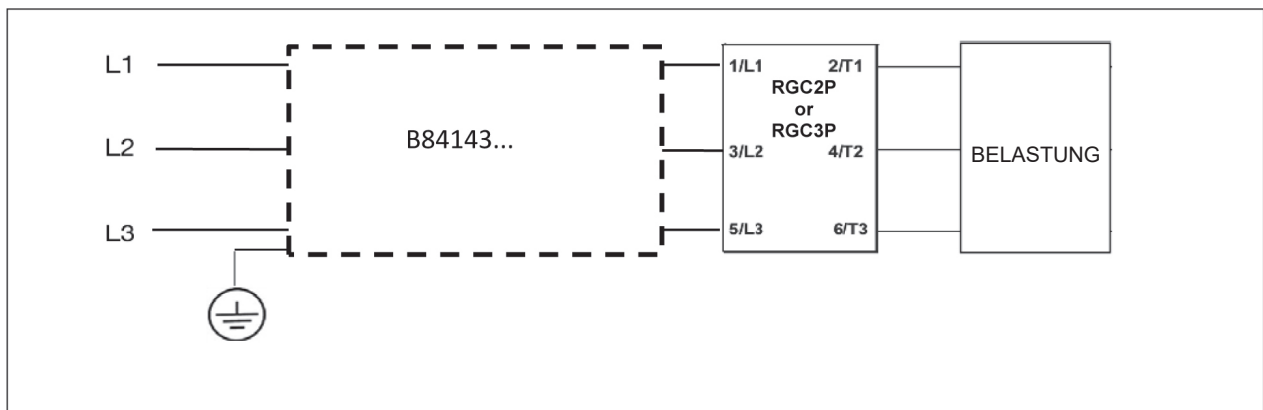 L1
L2
L3
B84143...
1/L1 2/T1
RGC2P
or
RGC3P
3/L2 4/T2
5/L3 6/T3
BELASTUNG